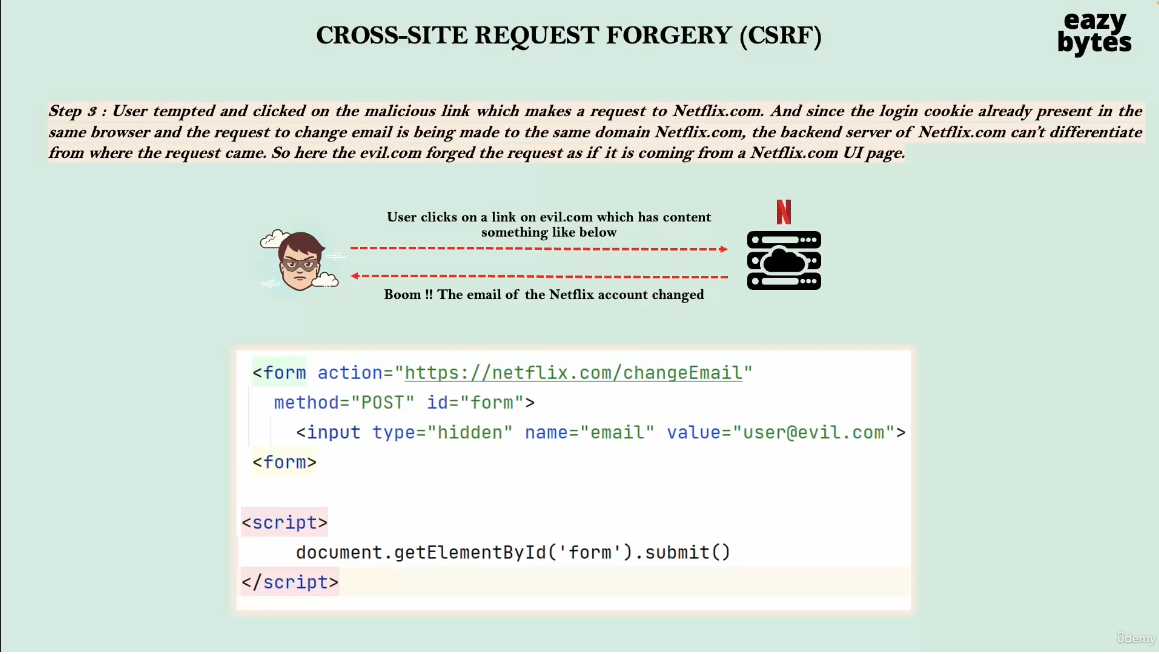 CROSS-SITE REQUEST FORGERY (CSRF)
eazy
bytes
Step 3 : User tempted and clicked on the malicious link which makes a request to Netflix.com. And since the login cookie already present in the
same browser and the request to change email is being made to the same domain Netflix.com, the backend server of Netflix.com can't differentiate
from where the request came. So here the evil.com forged the request as if it is coming from a Netflix.com UI page.
User clicks on a link on evil.com which has content
something like below
N
Boom !! The email of the Netflix account changed
<form action="https://netflix.com/changeEmail"
method="POST" id="form">
<input type="hidden" name="email" value="user@evil.com">
<form>
<script>
document.getElementById('form').submit()
</script>
ûdemy